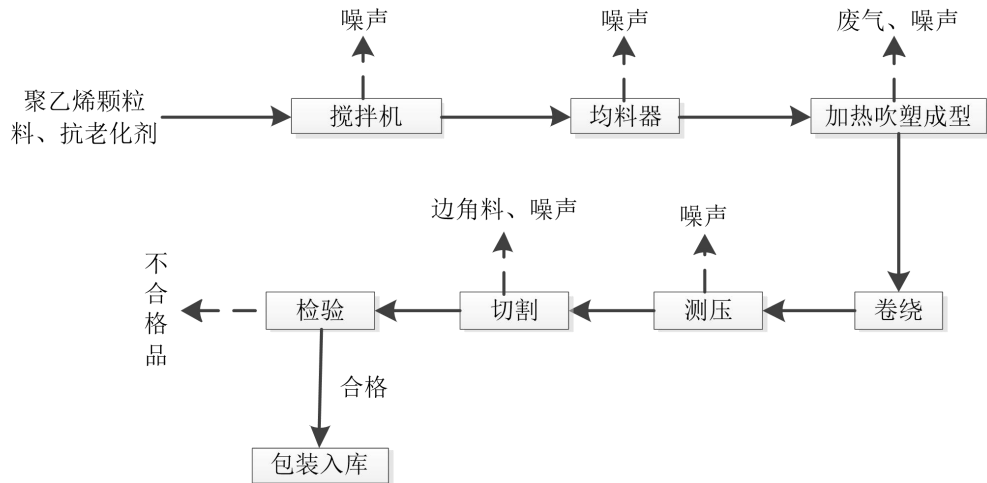 噪声
噪声
废气、噪声
聚乙烯颗粒
料、抗老化剂
搅拌机
均料器
加热吹塑成型
边角料、噪声
噪声
不合格品
检验
切割
测压
卷绕
合格
包装入库